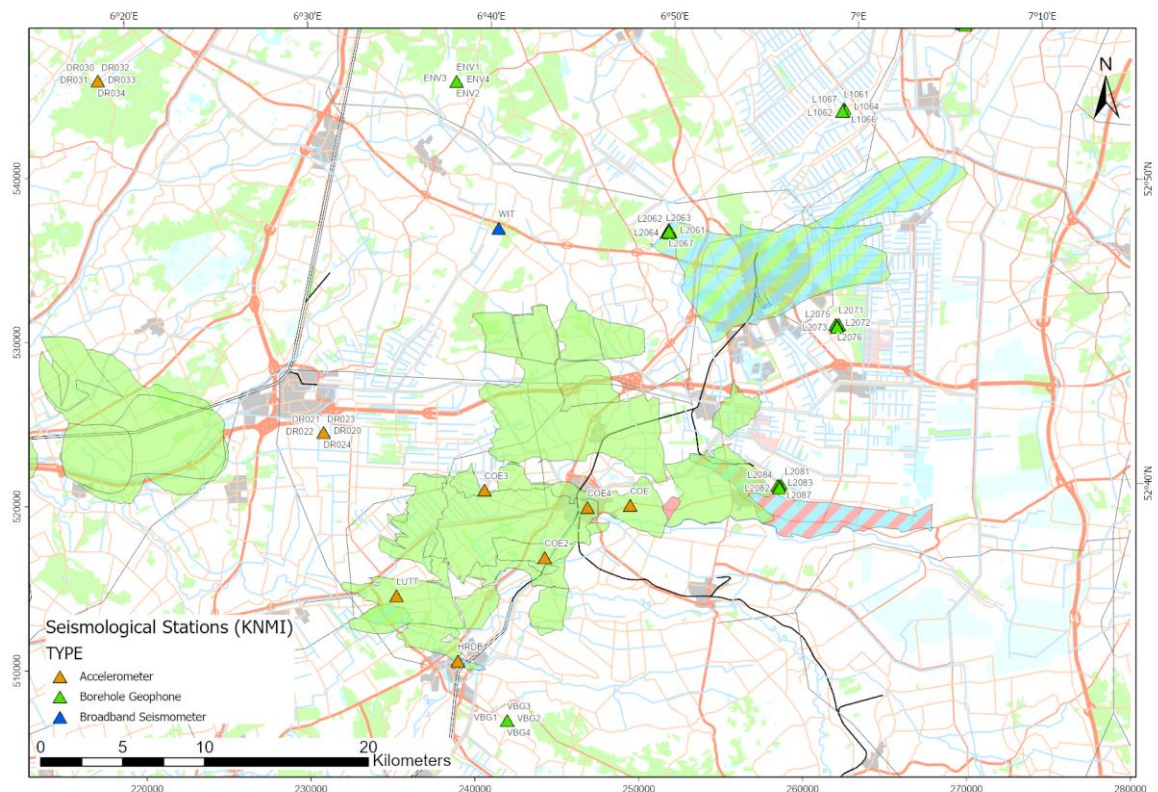 6°20'E
6°30'E
6°40'E
6°50'E
7°E
7°10'E
DR030 DR032
DR031 DR033
DR034
ENV1
ENV3 ENV4
ENV2
L1067 L1061
L1064
L1062
L1066
N
640000
52°50'N
WIT
L2062 L2063
L2064 L2061
L2067
L2075 L2071
L2073 L2072
L2076
530000
DR021 DR023
DR022 DR020
DR024
COE3
COE4
COE
L2084 L2081
L2083
L2082
L2087
52°40'N
520000
COE2
LUTT
HRDB
510000
VBG3
VBG1 VBG2
VBG4
Seismological Stations (KNMI)
TYPE
Accelerometer
Borehole Geophone
Broadband Seismometer
0 5 10 20
Kilometers
220000
230000
240000
250000
260000
270000
280000